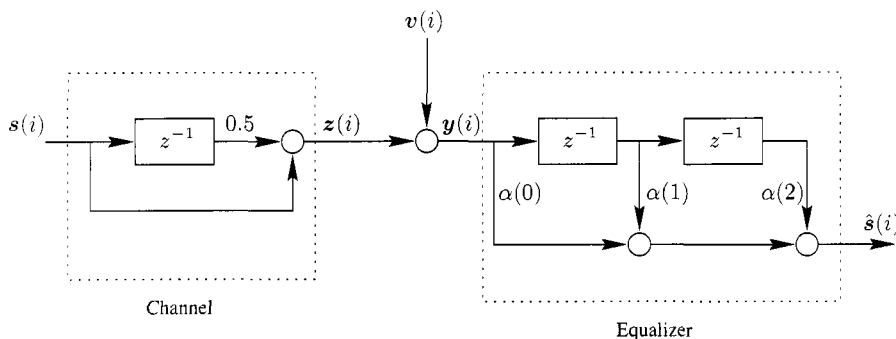 v(i)
s(i)
z⁻¹
0.5
z(i)
y(i)
z⁻¹
z⁻¹
α(0)
α(1)
α(2)
ŝ(i)
Channel
Equalizer